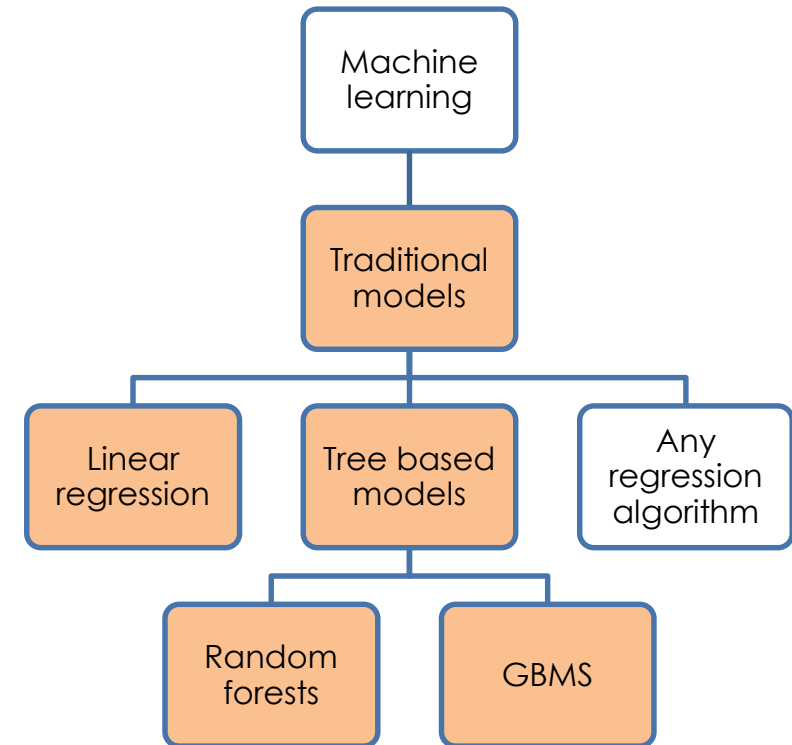 Machine
learning
Traditional
models
Linear
regression
Tree based
models
Any
regression
algorithm
Random
forests
GBMS